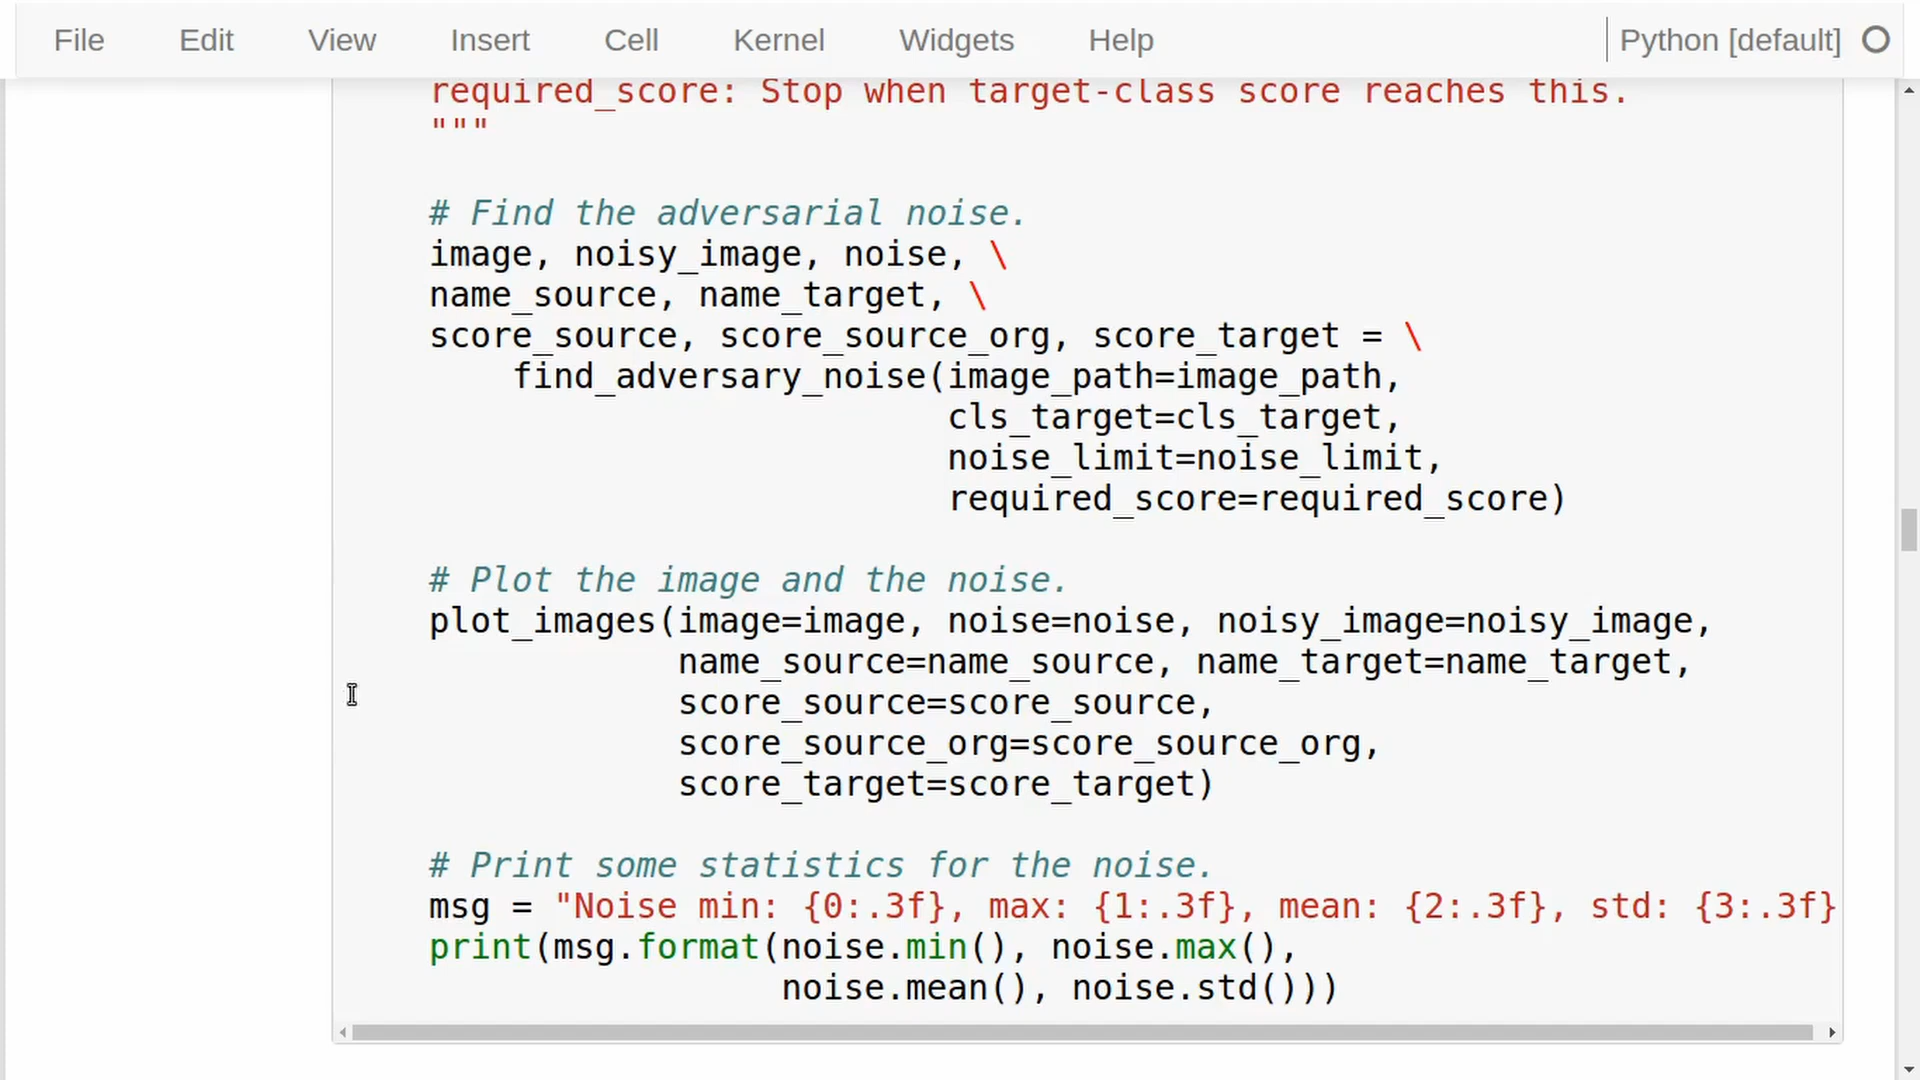 File Edit View Insert Cell Kernel Widgets Help Python [default]
required_score: Stop when target-class score reaches this.
"""
# Find the adversarial noise.
image, noisy_image, noise, \
name_source, name_target, \
score_source, score_source_org, score_target = \
find_adversary_noise(image_path=image_path,
cls_target=cls_target,
noise_limit=noise_limit,
required_score=required_score)
# Plot the image and the noise.
plot_images(image=image, noise=noise, noisy_image=noisy_image,
name_source=name_source, name_target=name_target,
score_source=score_source,
score_source_org=score_source_org,
score_target=score_target)
# Print some statistics for the noise.
msg = "Noise min: {0:.3f}, max: {1:.3f}, mean: {2:.3f}, std: {3:.3f}
print(msg.format(noise.min(), noise.max(),
noise.mean(), noise.std()))